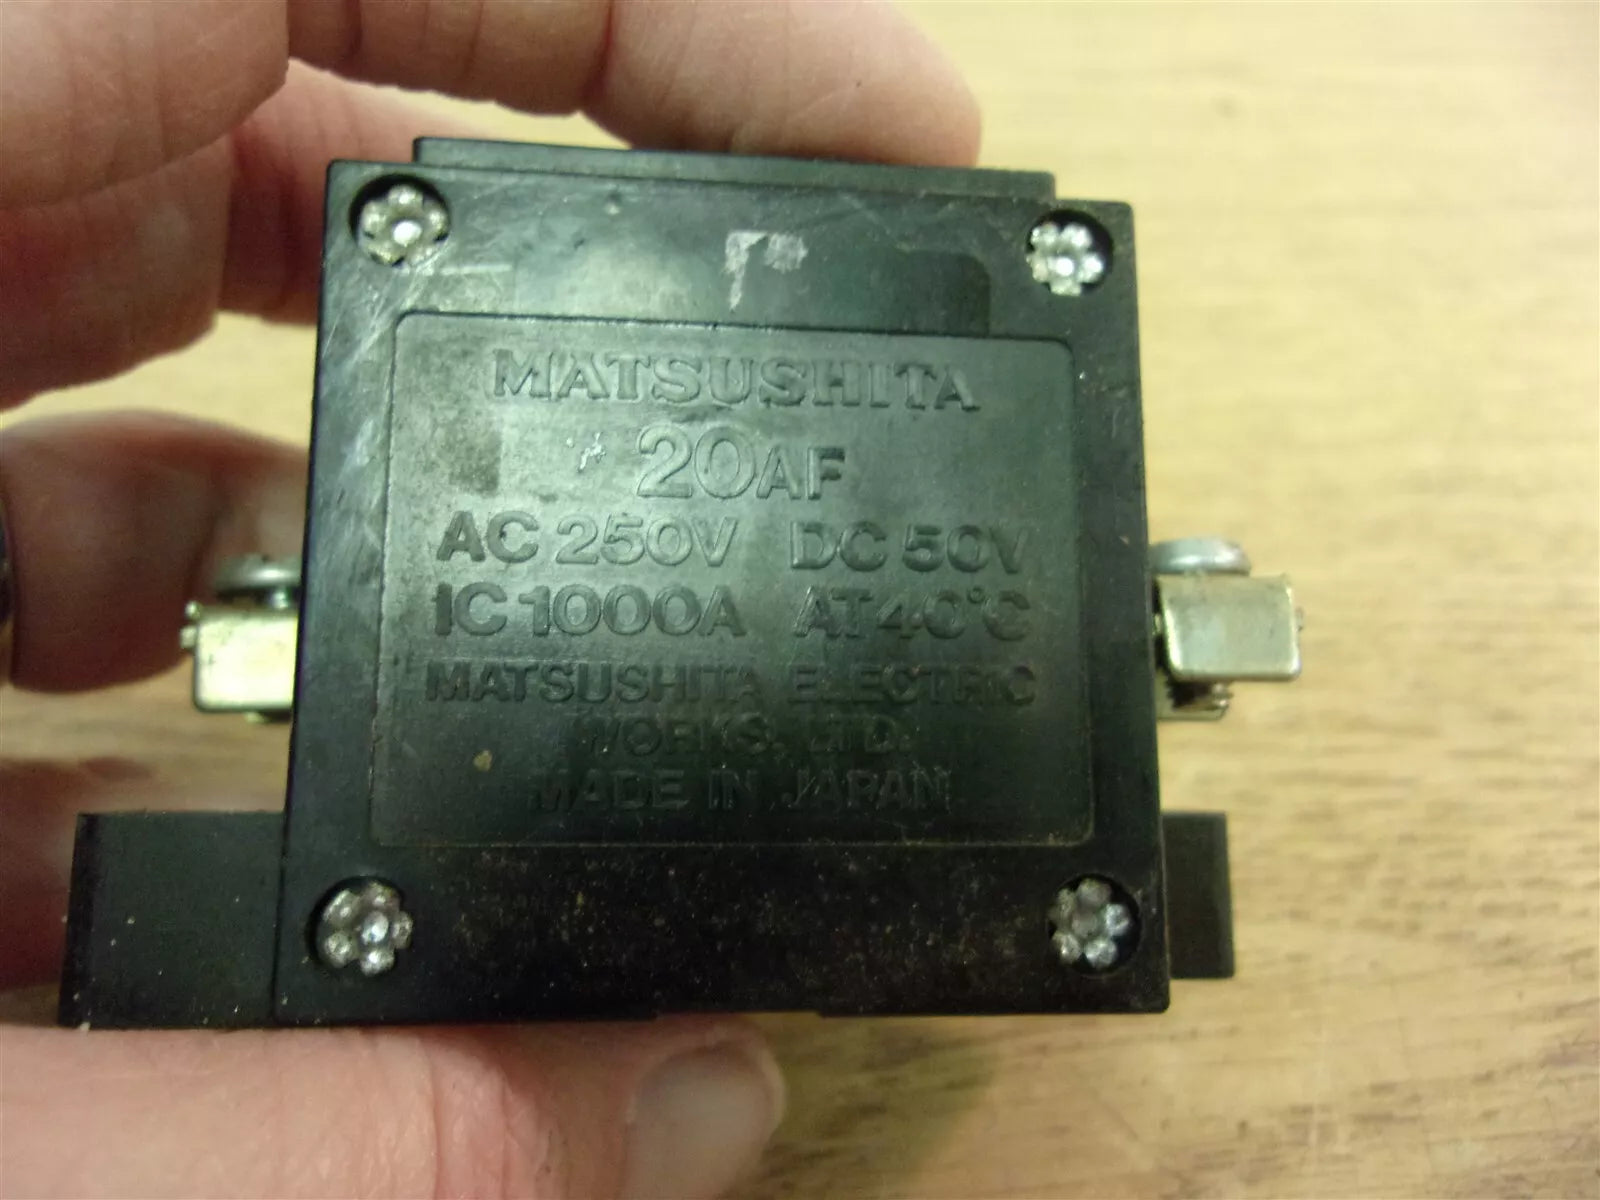 MATSUSHITA
20AF
AC 250V DC 50V
IC 1000A AT 40°C
MATSUSHITA ELECTRIC
WORKS. LTD.
MADE IN JAPAN